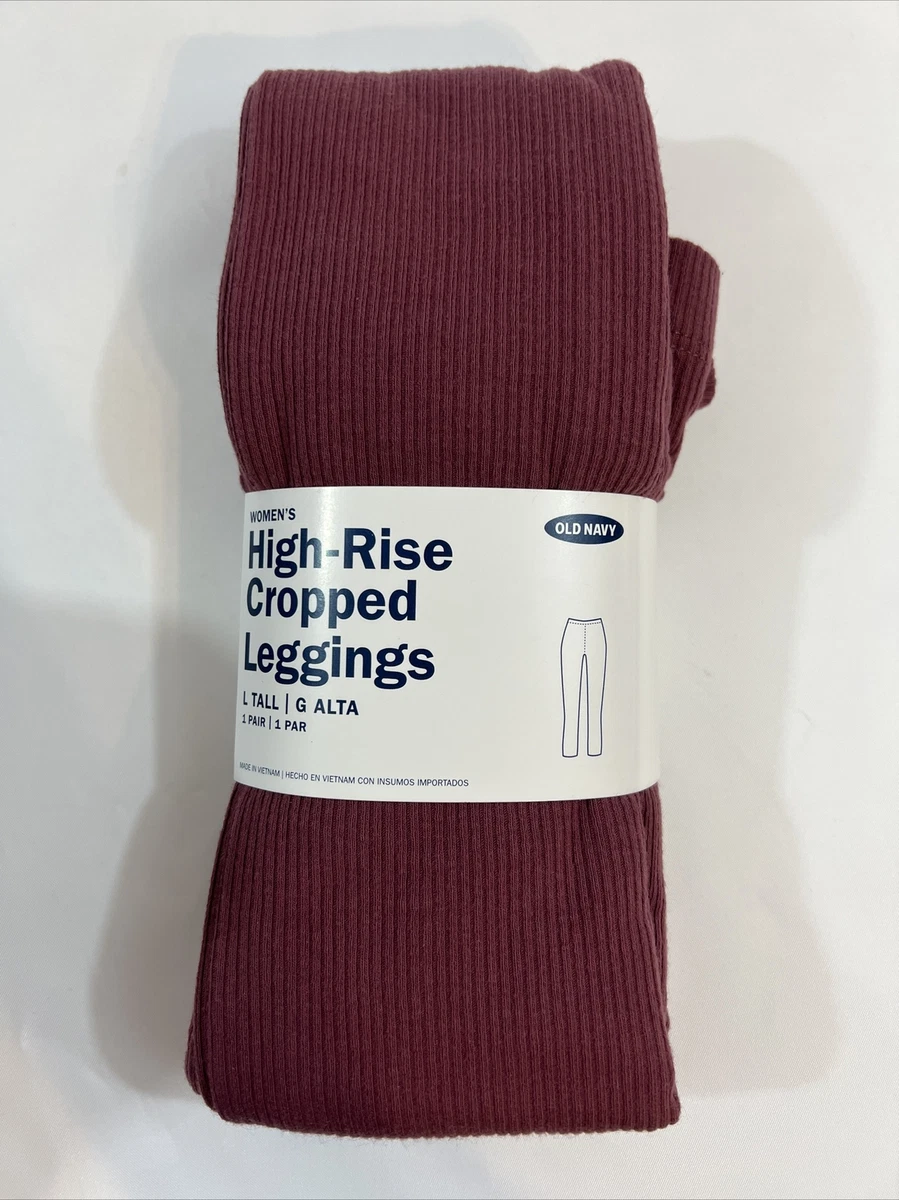 WOMEN'S
High-Rise
Cropped
Leggings
L TALL | G ALTA
1 PAIR | 1 PAR
MADE IN VIETNAM | HECHO EN VIETNAM CON INSUMOS IMPORTADOS
OLD NAVY